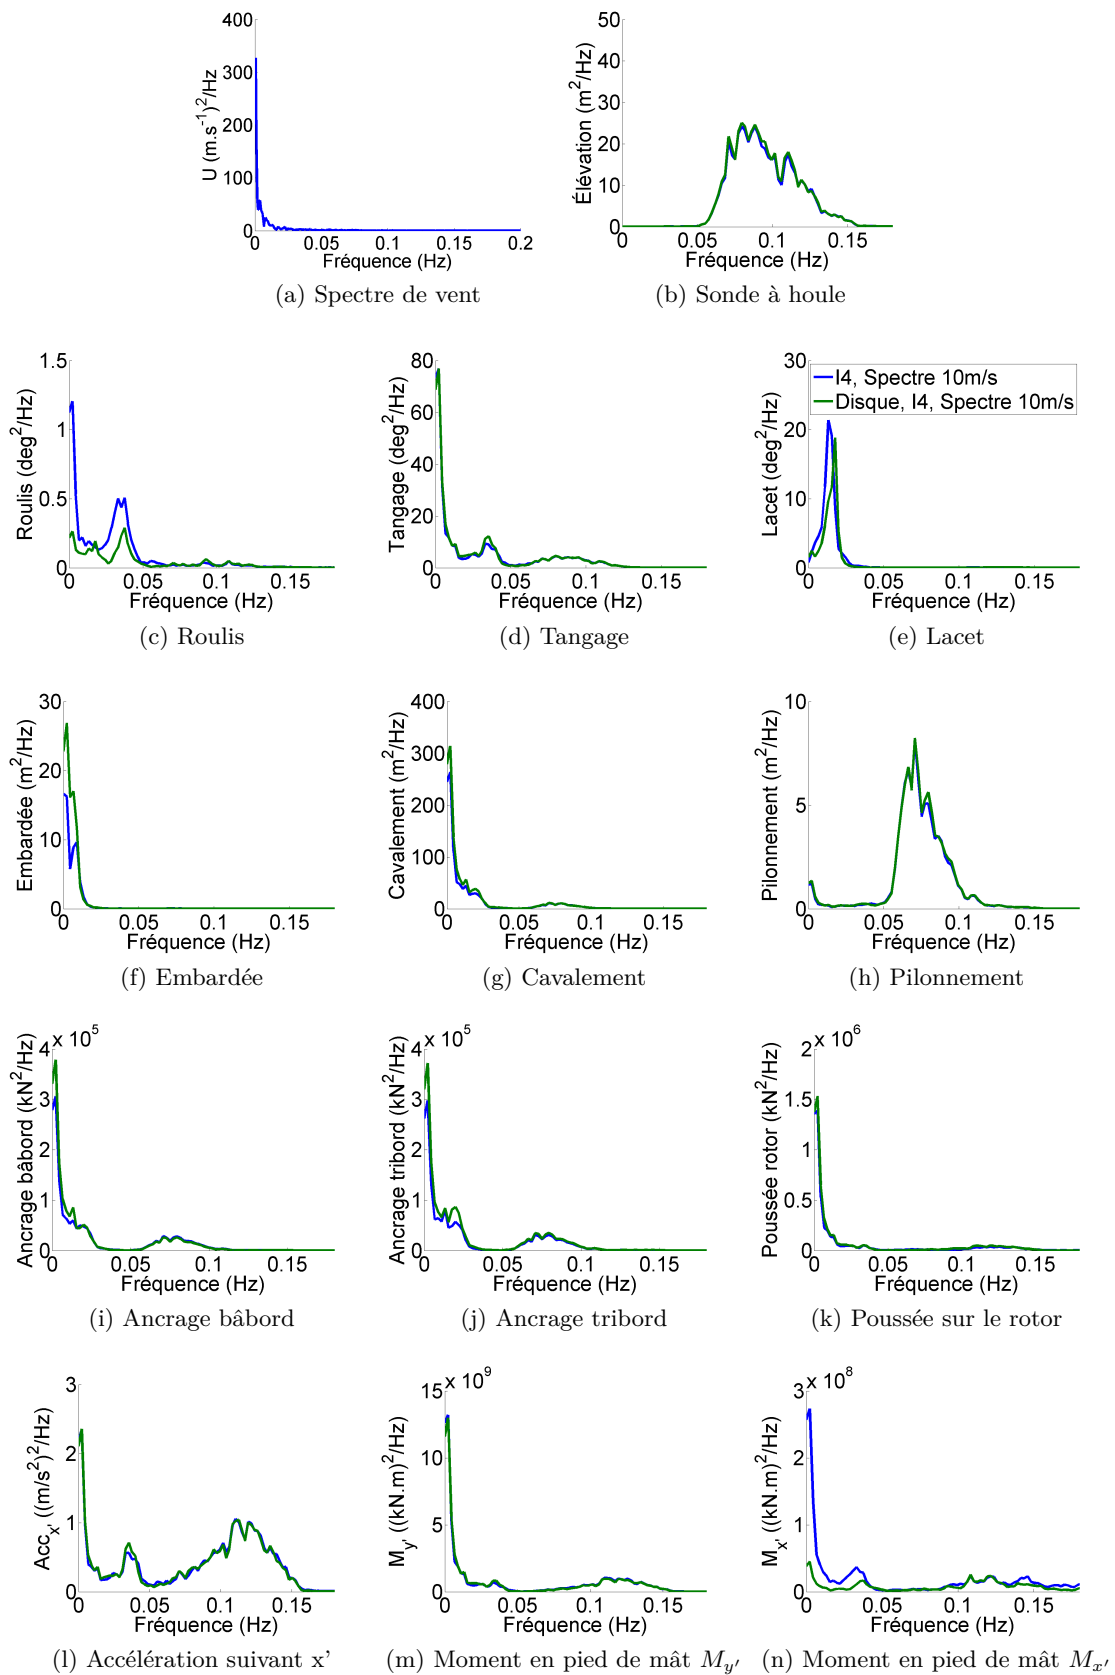 400
300
200
100
0
U (m.s⁻¹)²/Hz
0 0.05 0.1 0.15 0.2
Fréquence (Hz)
(a) Spectre de vent
50
40
30
20
10
0
Élévation (m²/Hz)
0 0.05 0.1 0.15
Fréquence (Hz)
(b) Sonde à houle
1.5
1
0.5
0
Roulis (deg²/Hz)
0 0.05 0.1 0.15
Fréquence (Hz)
(c) Roulis
80
60
40
20
0
Tangage (deg²/Hz)
0 0.05 0.1 0.15
Fréquence (Hz)
(d) Tangage
30
20
10
0
Lacet (deg²/Hz)
I4, Spectre 10m/s
Disque, I4, Spectre 10m/s
0 0.05 0.1 0.15
Fréquence (Hz)
(e) Lacet
30
20
10
0
Embardée (m²/Hz)
0 0.05 0.1 0.15
Fréquence (Hz)
(f) Embardée
400
300
200
100
0
Cavalement (m²/Hz)
0 0.05 0.1 0.15
Fréquence (Hz)
(g) Cavalement
10
5
0
Pilonnement (m²/Hz)
0 0.05 0.1 0.15
Fréquence (Hz)
(h) Pilonnement
x 10⁵
4
3
2
1
0
Ancrage bâbord (kN²/Hz)
0 0.05 0.1 0.15
Fréquence (Hz)
(i) Ancrage bâbord
x 10⁵
4
3
2
1
0
Ancrage tribord (kN²/Hz)
0 0.05 0.1 0.15
Fréquence (Hz)
(j) Ancrage tribord
x 10⁶
2
1.5
1
0.5
0
Poussée rotor (kN²/Hz)
0 0.05 0.1 0.15
Fréquence (Hz)
(k) Poussée sur le rotor
3
2
1
0
Acc_x' ((m/s²)²/Hz)
0 0.05 0.1 0.15
Fréquence (Hz)
(l) Accélération suivant x'
x 10⁹
15
10
5
0
M_y' ((kN.m)²/Hz)
0 0.05 0.1 0.15
Fréquence (Hz)
(m) Moment en pied de mât M_y'
x 10⁸
3
2
1
0
M_x' ((kN.m)²/Hz)
0 0.05 0.1 0.15
Fréquence (Hz)
(n) Moment en pied de mât M_x'